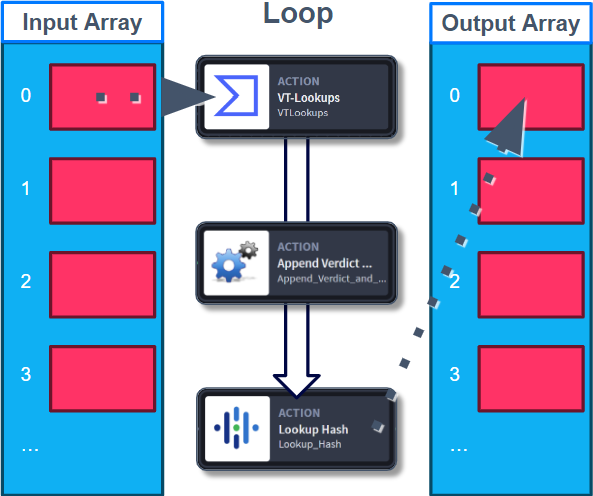 Input Array
Loop
Output Array
0
1
2
3
...
ACTION
VT-Lookups
VTLookups
ACTION
Append Verdict ...
Append_Verdict_and_...
ACTION
Lookup Hash
Lookup_Hash
0
1
2
3
...